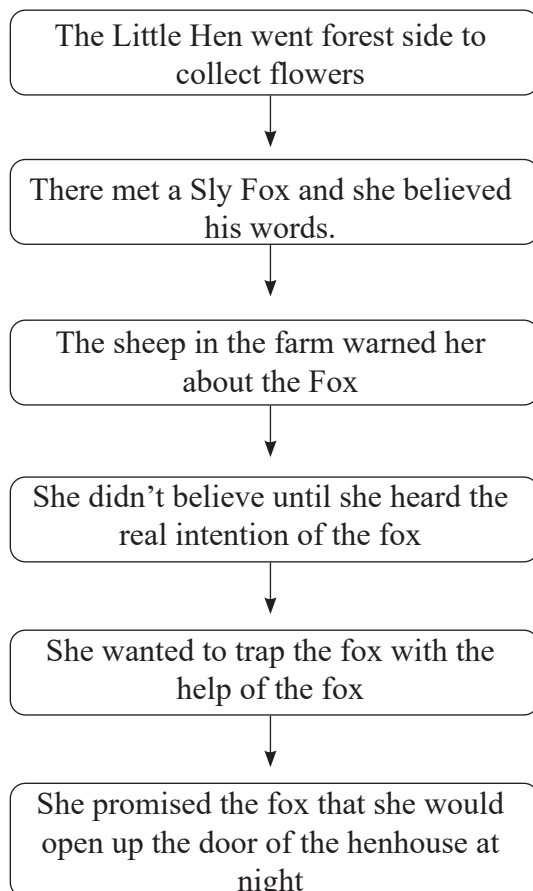 The Little Hen went forest side to
collect flowers
There met a Sly Fox and she believed
his words.
The sheep in the farm warned her
about the Fox
She didn’t believe until she heard the
real intention of the fox
She wanted to trap the fox with the
help of the fox
She promised the fox that she would
open up the door of the henhouse at
night